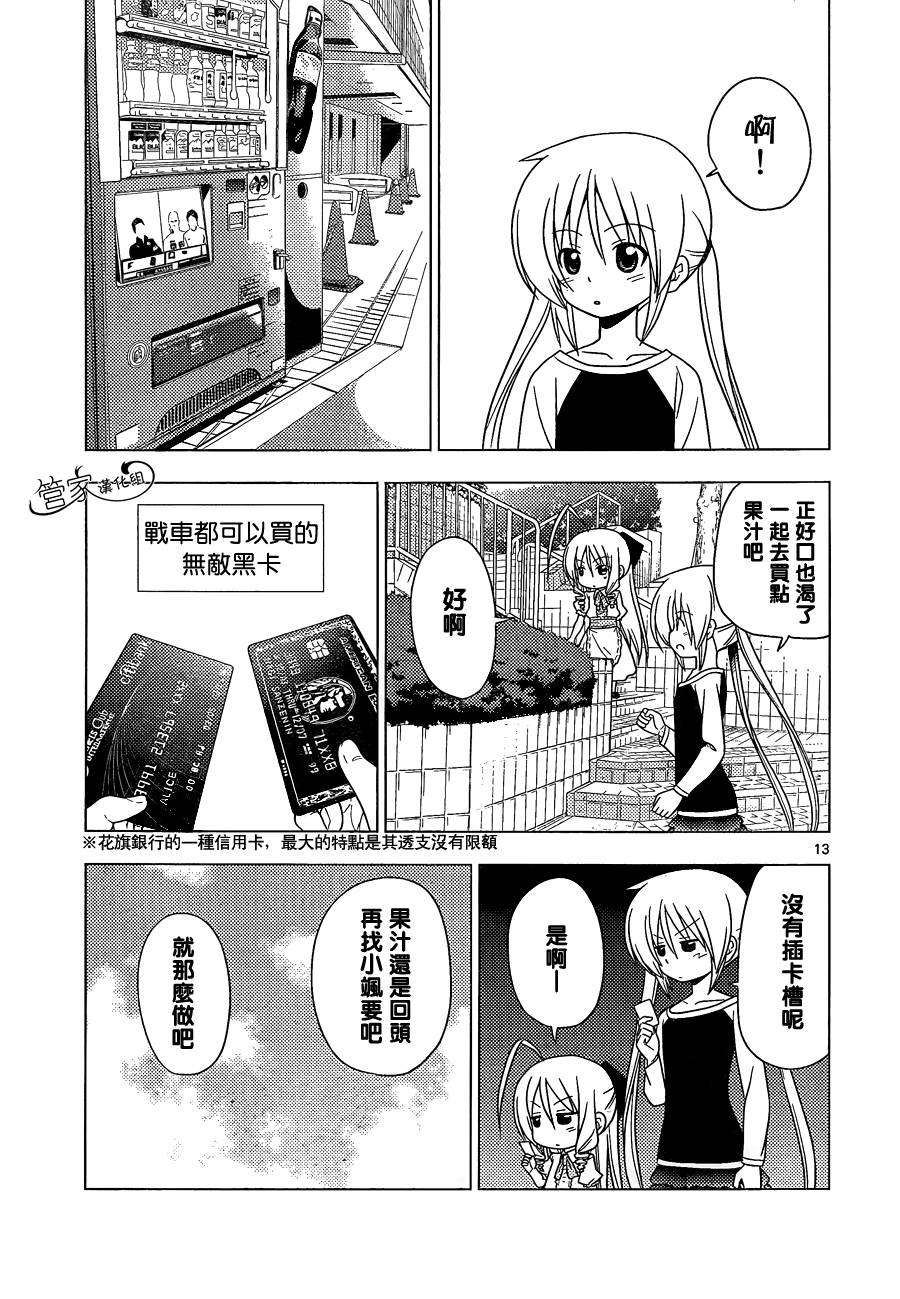 啊！
正好口也渴了
一起去買點
果汁吧
好啊
管家漢化組
戰車都可以買的
無敵黑卡
ALICE
※花旗銀行的一種信用卡，最大的特點是其透支沒有限額
13
沒有插卡槽呢
是啊—
果汁還是回頭
再找小颯要吧
就那麼做吧